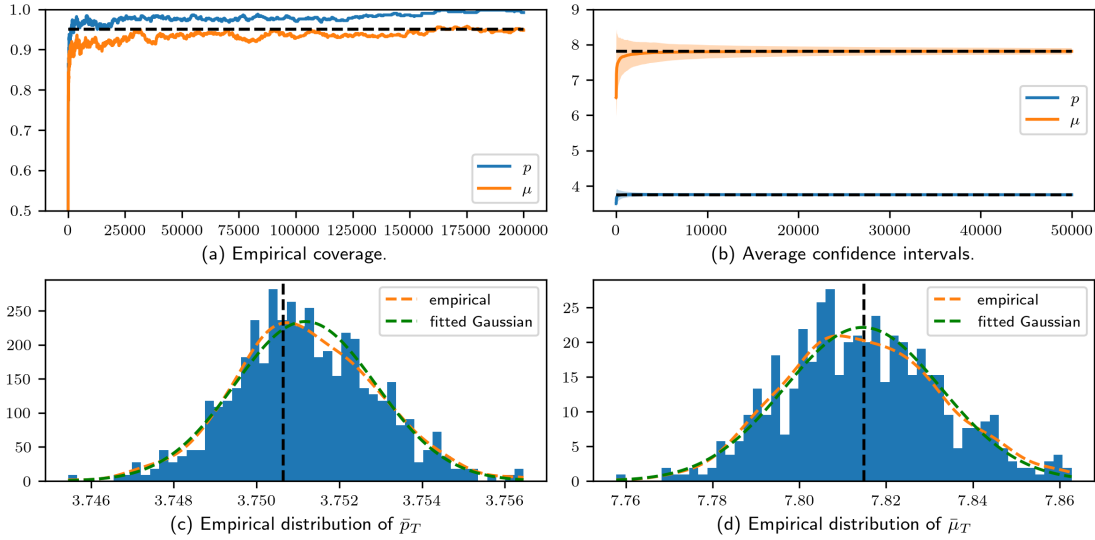 1.0
0.9
0.8
0.7
0.6
0.5
p
μ
0 25000 50000 75000 100000 125000 150000 175000 200000
(a) Empirical coverage.
9
8
7
6
5
4
p
μ
0 10000 20000 30000 40000 50000
(b) Average confidence intervals.
250
200
150
100
50
0
empirical
fitted Gaussian
3.746 3.748 3.750 3.752 3.754 3.756
(c) Empirical distribution of p̄_T
25
20
15
10
5
0
empirical
fitted Gaussian
7.76 7.78 7.80 7.82 7.84 7.86
(d) Empirical distribution of μ̄_T